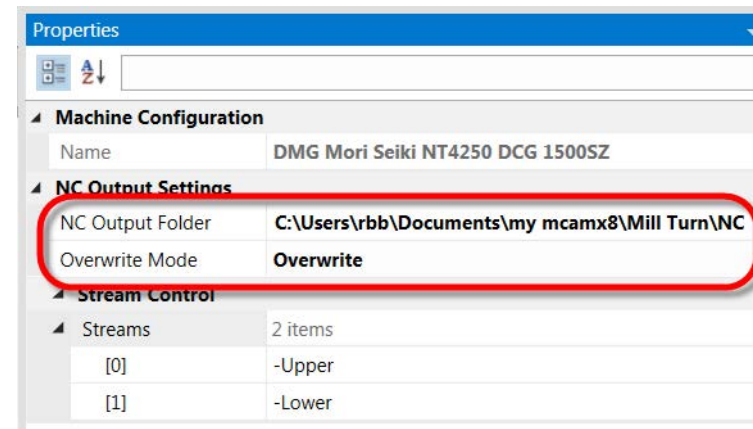 Properties
A Z
Machine Configuration
Name DMG Mori Seiki NT4250 DCG 1500SZ
NC Output Settings
NC Output Folder C:\Users\rbb\Documents\my mcamx8\Mill Turn\NC
Overwrite Mode Overwrite
Stream Control
Streams 2 items
[0] -Upper
[1] -Lower